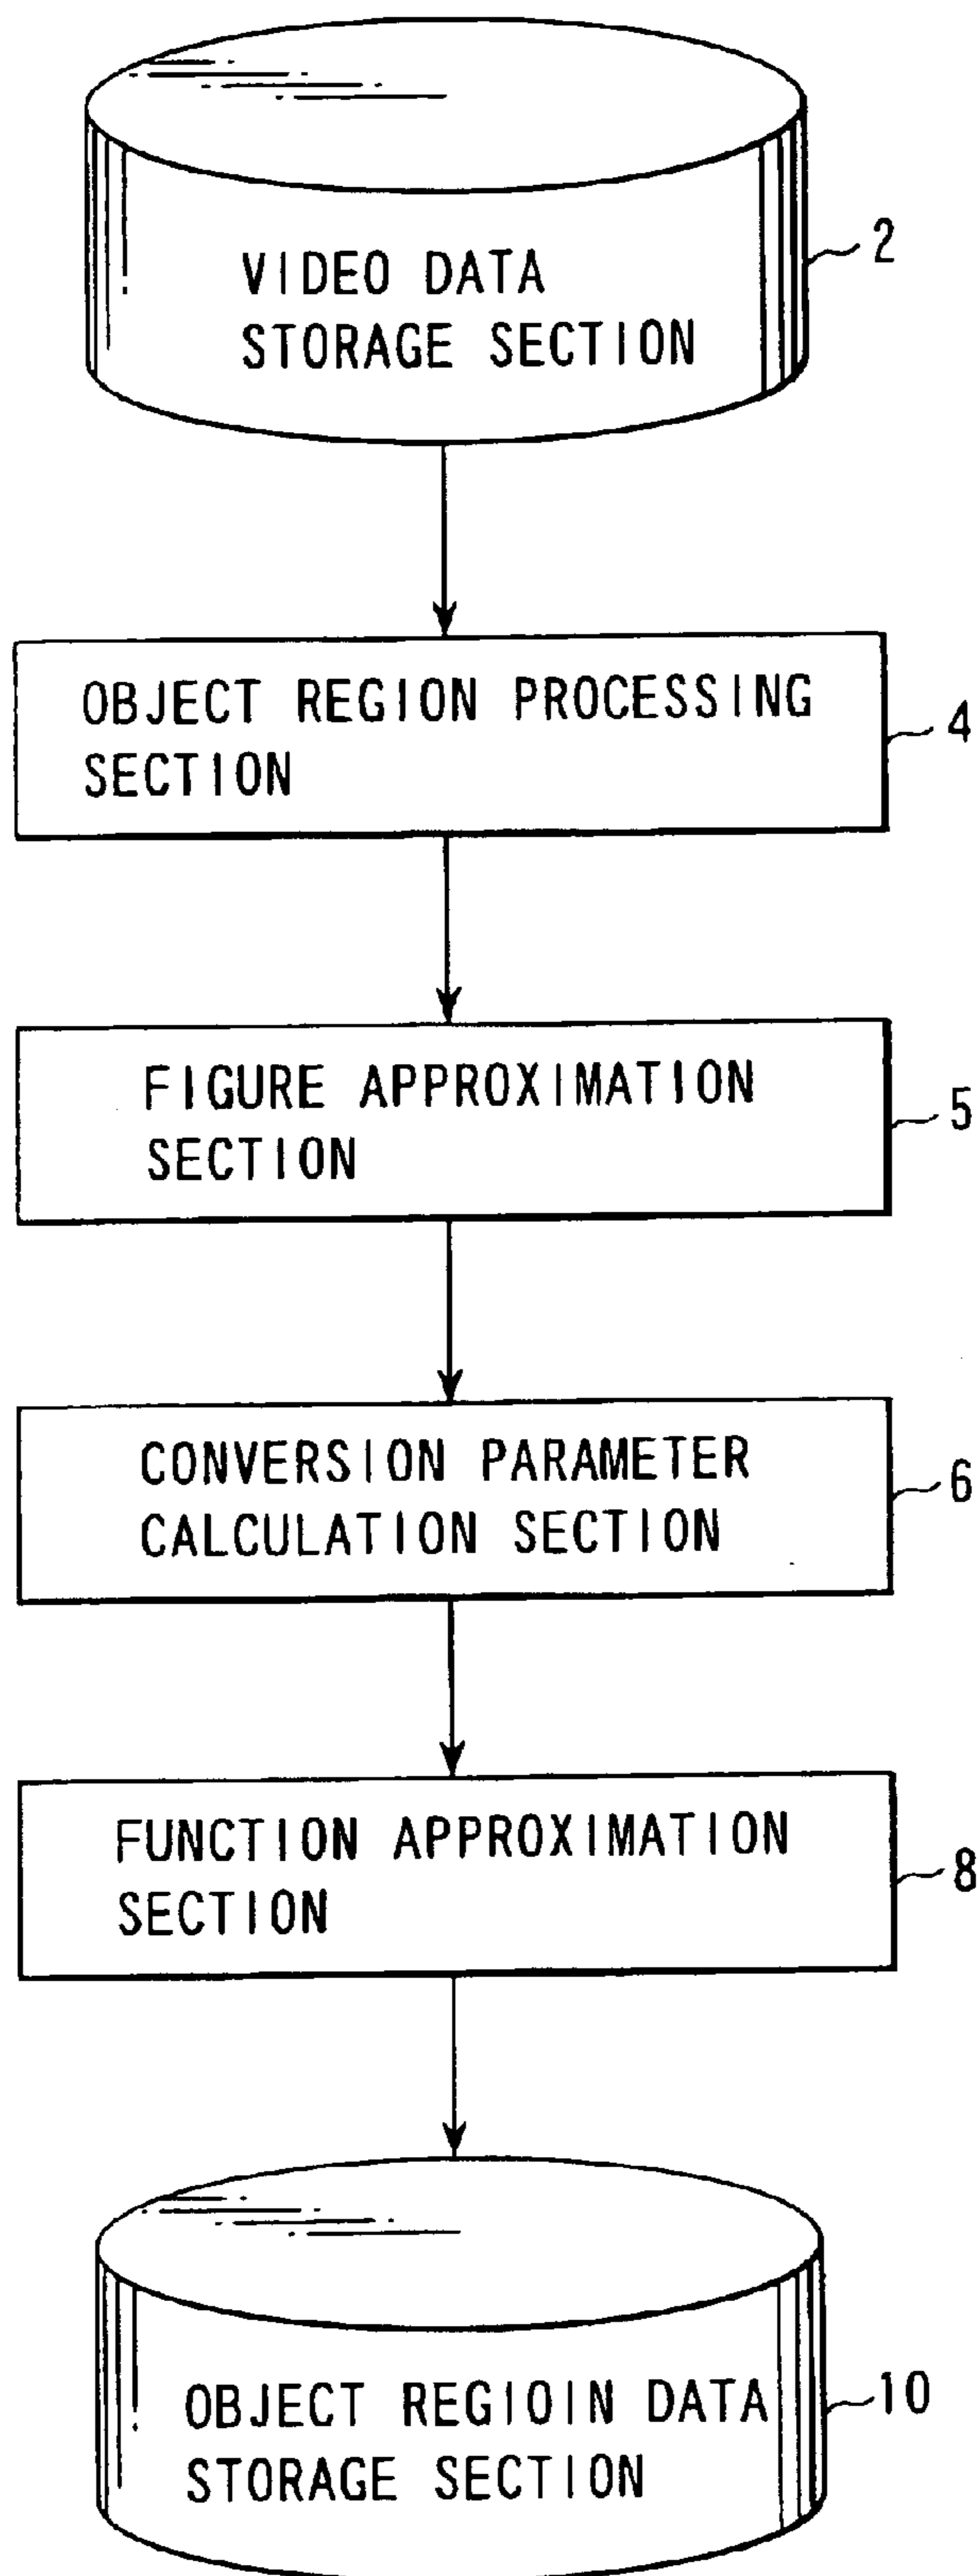 VIDEO DATA
STORAGE SECTION
2
OBJECT REGION PROCESSING
SECTION
4
FIGURE APPROXIMATION
SECTION
5
CONVERSION PARAMETER
CALCULATION SECTION
6
FUNCTION APPROXIMATION
SECTION
8
OBJECT REGIOIN DATA
STORAGE SECTION
10